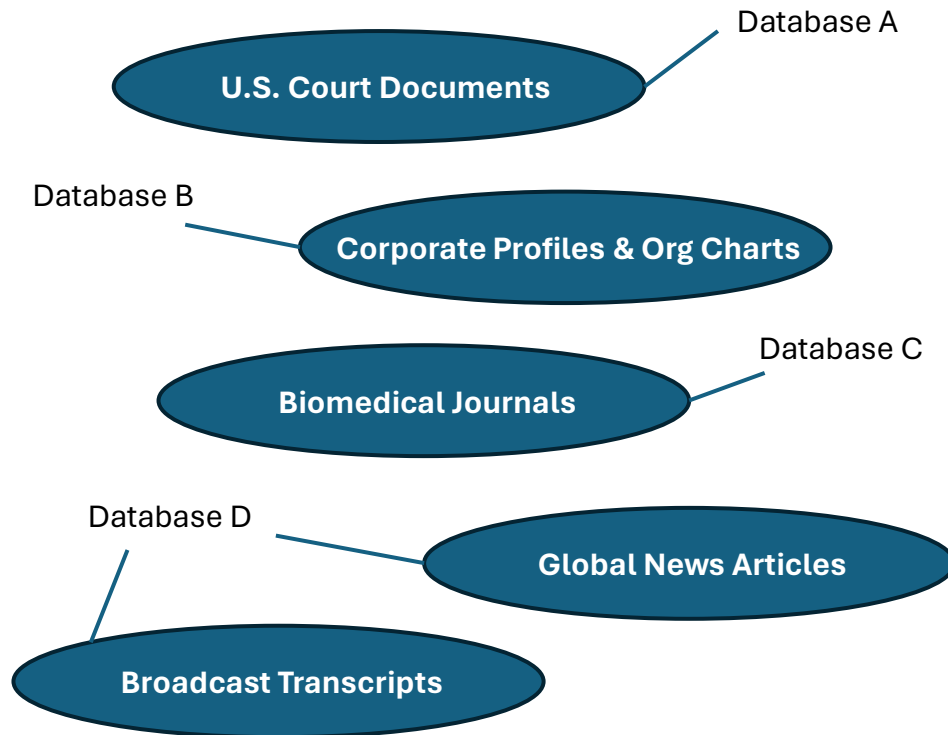 Database A
U.S. Court Documents
Database B
Corporate Profiles & Org Charts
Database C
Biomedical Journals
Database D
Global News Articles
Broadcast Transcripts